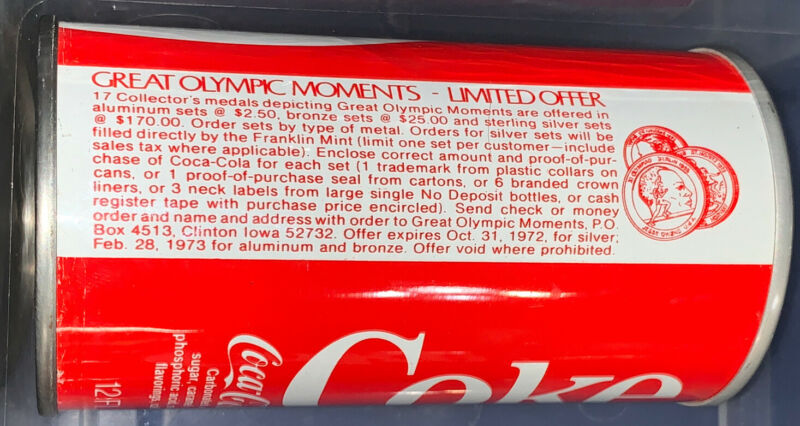 GREAT OLYMPIC MOMENTS - LIMITED OFFER
17 Collector's medals depicting Great Olympic Moments are offered in
aluminum sets @ $2.50, bronze sets @ $25.00 and sterling silver sets
@ $170.00. Order sets by type of metal. Orders for silver sets will be
filled directly by the Franklin Mint (limit one set per customer—include
sales tax where applicable). Enclose correct amount and proof-of-pur-
chase of Coca-Cola for each set (1 trademark from plastic collars on
cans, or 1 proof-of-purchase seal from cartons, or 6 branded crown
liners, or 3 neck labels from large single No Deposit bottles, or cash
register tape with purchase price encircled). Send check or money
order and name and address with order to Great Olympic Moments, P.O.
Box 4513, Clinton Iowa 52732. Offer expires Oct. 31, 1972, for silver;
Feb. 28, 1973 for aluminum and bronze. Offer void where prohibited.
JESSE OWENS U.S.A.
Coke
Coca-C
sugar,
phosphoric acid
flavorings,
12 F